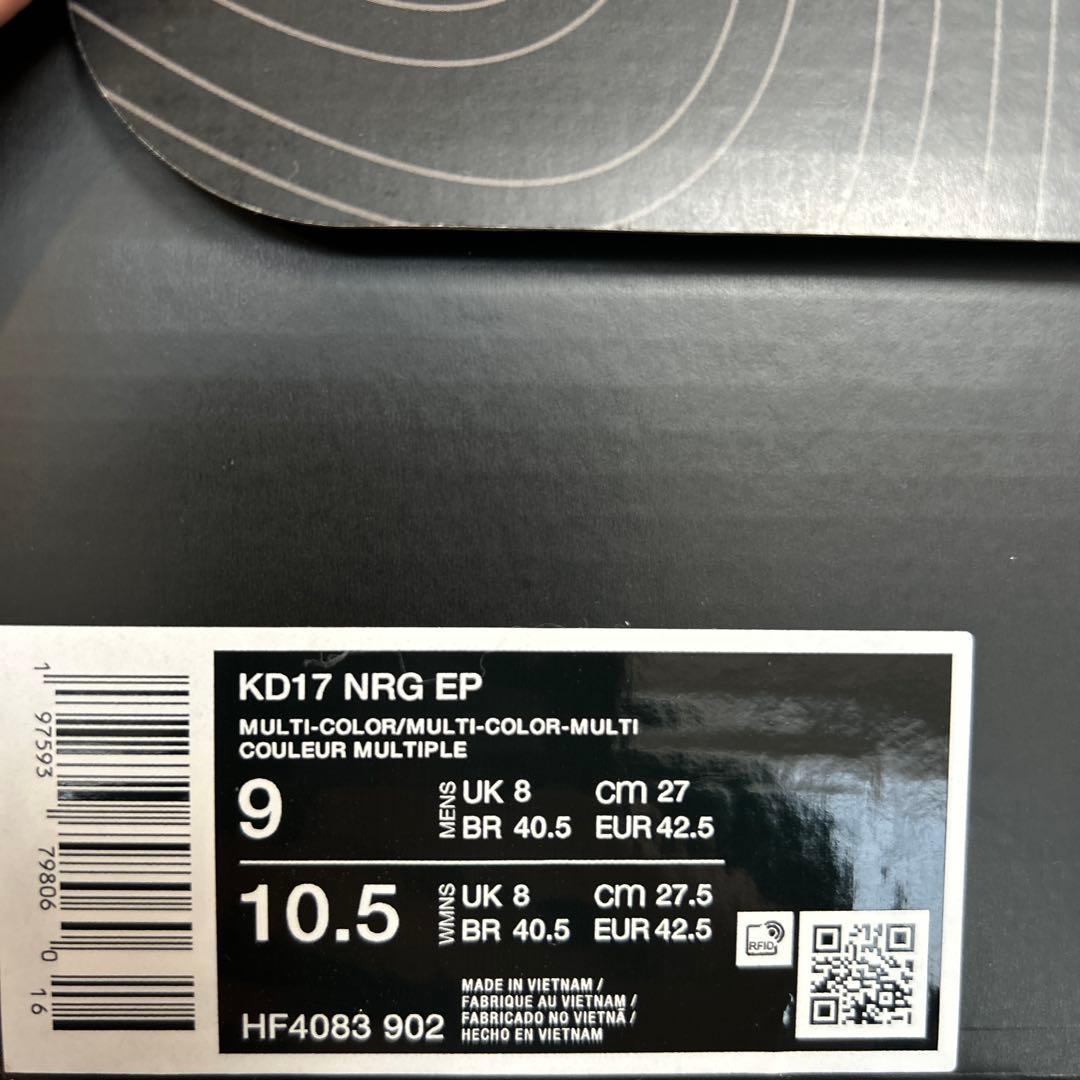 KD17 NRG EP
MULTI-COLOR/MULTI-COLOR-MULTI
COULEUR MULTIPLE
9 MENS UK 8 cm 27
BR 40.5 EUR 42.5
10.5 WMNS UK 8 cm 27.5
BR 40.5 EUR 42.5
RFID
HF4083 902
MADE IN VIETNAM /
FABRIQUE AU VIETNAM /
FABRICADO NO VIETNÃ /
HECHO EN VIETNAM
1 97593 79806 0 16